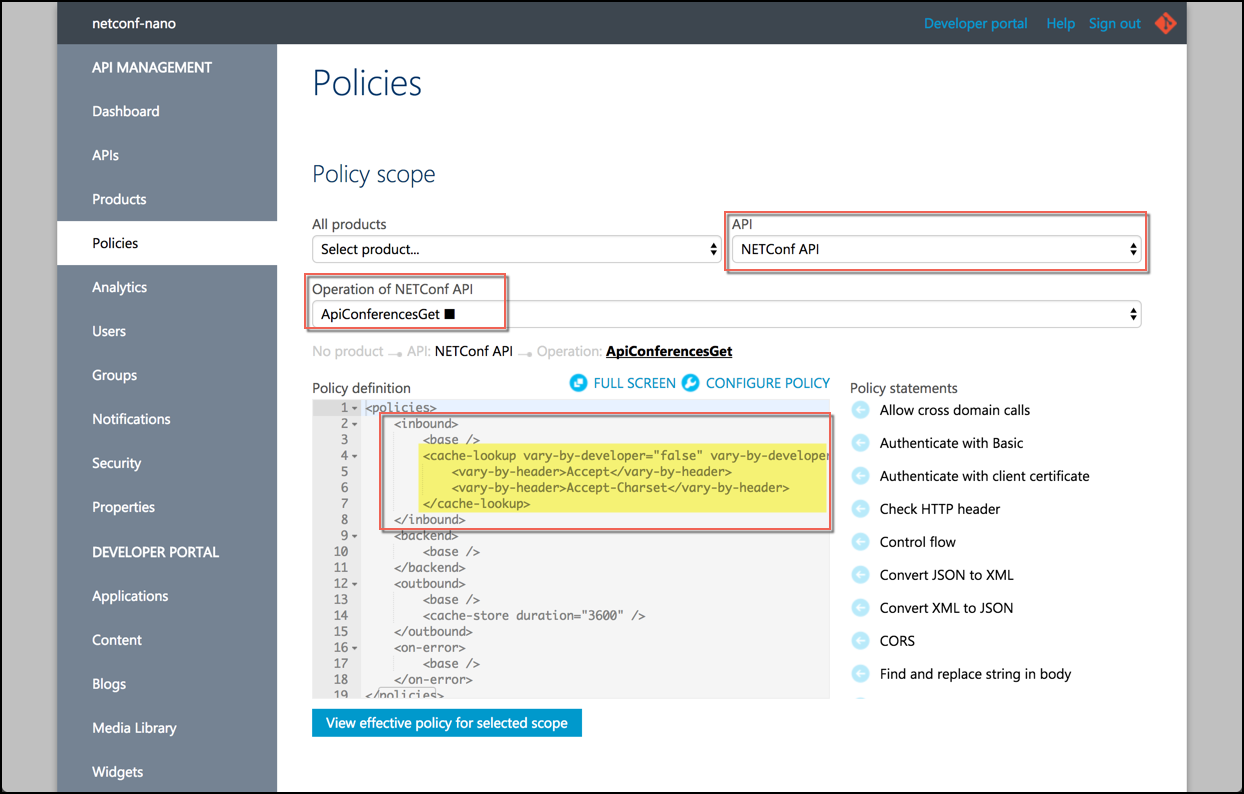 netconf-nano
Developer portal Help Sign out
API MANAGEMENT
Dashboard
APIs
Products
Policies
Analytics
Users
Groups
Notifications
Security
Properties
DEVELOPER PORTAL
Applications
Content
Blogs
Media Library
Widgets
Policies
Policy scope
All products
Select product...
API
NETConf API
Operation of NETConf API
ApiConferencesGet ■
No product → API: NETConf API → Operation: ApiConferencesGet
Policy definition
FULL SCREEN CONFIGURE POLICY
1 <policies>
2 <inbound>
3 <base />
4 <cache-lookup vary-by-developer="false" vary-by-developer
5 <vary-by-header>Accept</vary-by-header>
6 <vary-by-header>Accept-Charset</vary-by-header>
7 </cache-lookup>
8 </inbound>
9 <backend>
10 <base />
11 </backend>
12 <outbound>
13 <base />
14 <cache-store duration="3600" />
15 </outbound>
16 <on-error>
17 <base />
18 </on-error>
19 </policies>
View effective policy for selected scope
Policy statements
Allow cross domain calls
Authenticate with Basic
Authenticate with client certificate
Check HTTP header
Control flow
Convert JSON to XML
Convert XML to JSON
CORS
Find and replace string in body